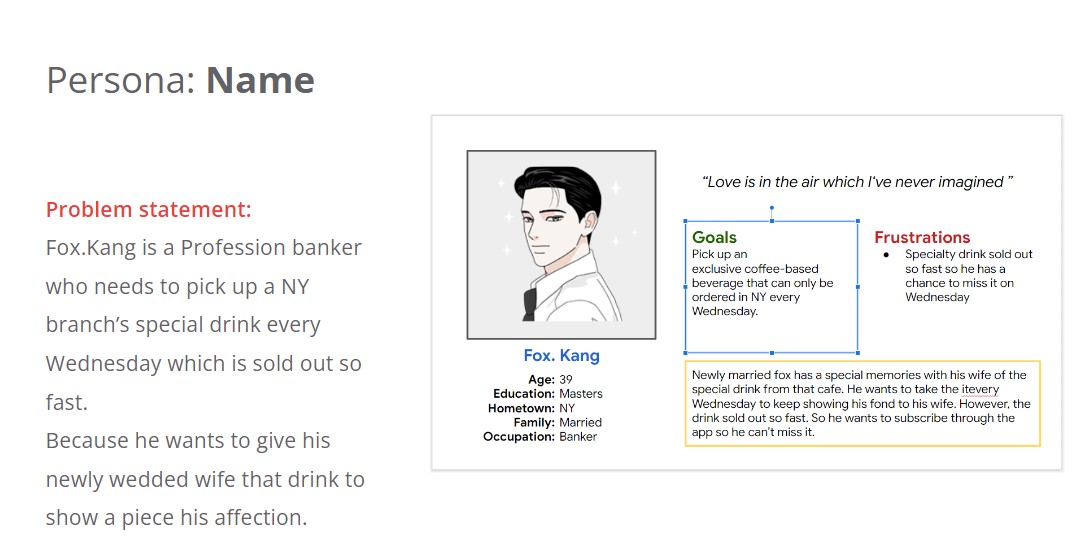 Persona: Name
Problem statement:
Fox.Kang is a Profession banker
who needs to pick up a NY
branch’s special drink every
Wednesday which is sold out so
fast.
Because he wants to give his
newly wedded wife that drink to
show a piece his affection.
“Love is in the air which I‘ve never imagined ”
Goals
Pick up an
exclusive coffee-based
beverage that can only be
ordered in NY every
Wednesday.
Frustrations
● Specialty drink sold out
so fast so he has a
chance to miss it on
Wednesday
Fox. Kang
Age: 39
Education: Masters
Hometown: NY
Family: Married
Occupation: Banker
Newly married fox has a special memories with his wife of the
special drink from that cafe. He wants to take the itevery
Wednesday to keep showing his fond to his wife. However, the
drink sold out so fast. So he wants to subscribe through the
app so he can’t miss it.